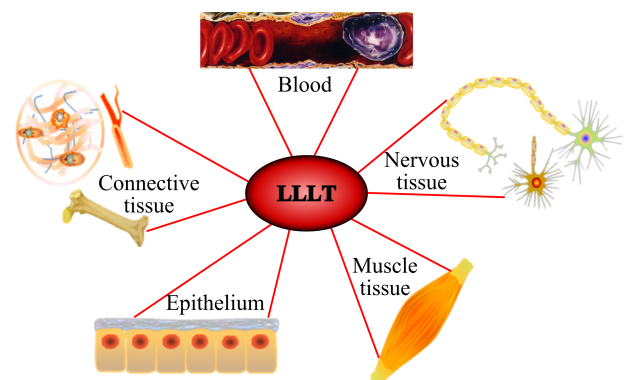 Blood
Nervous
tissue
Connective
tissue
LLLT
Muscle
tissue
Epithelium